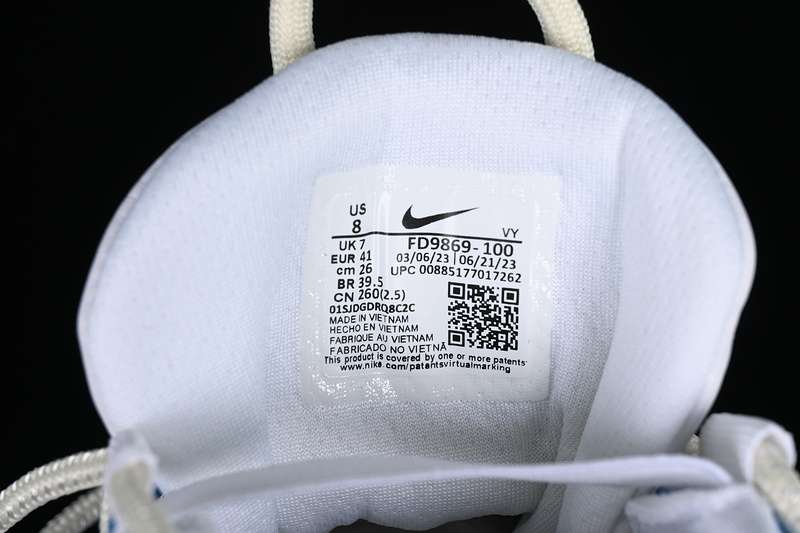 US
8
VY
UK 7
FD9869-100
EUR 41
03/06/23 | 06/21/23
cm 26
UPC 00885177017262
BR 39.5
CN 260(2.5)
01SJDGDRQ8C2C
MADE IN VIETNAM
HECHO EN VIETNAM
FABRIQUE AU VIETNAM
FABRICADO NO VIETNÃ
This product is covered by one or more patents
www.nike.com/patentsvirtualmarking